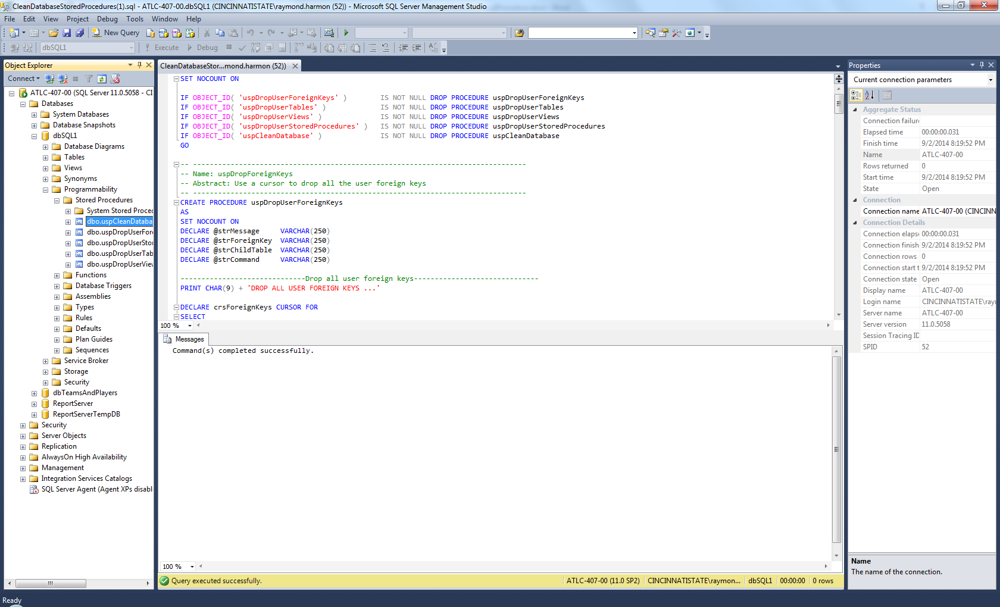 CleanDatabaseStoredProcedures(1).sql - ATLC-407-00.dbSQL1 (CINCINNATISTATE\raymond.harmon (52)) - Microsoft SQL Server Management Studio
File Edit View Project Debug Tools Window Help
New Query
dbSQL1 Execute Debug
Object Explorer
Connect
ATLC-407-00 (SQL Server 11.0.5058 - CI
Databases
System Databases
Database Snapshots
dbSQL1
Database Diagrams
Tables
Views
Synonyms
Programmability
Stored Procedures
System Stored Proced
dbo.uspCleanDataba
dbo.uspDropUserFor
dbo.uspDropUserStor
dbo.uspDropUserTab
dbo.uspDropUserView
Functions
Database Triggers
Assemblies
Types
Rules
Defaults
Plan Guides
Sequences
Service Broker
Storage
Security
dbTeamsAndPlayers
ReportServer
ReportServerTempDB
Security
Server Objects
Replication
AlwaysOn High Availability
Management
Integration Services Catalogs
SQL Server Agent (Agent XPs disabl
CleanDatabaseStor...mond.harmon (52))
SET NOCOUNT ON
IF OBJECT_ID( 'uspDropUserForeignKeys' ) IS NOT NULL DROP PROCEDURE uspDropUserForeignKeys
IF OBJECT_ID( 'uspDropUserTables' ) IS NOT NULL DROP PROCEDURE uspDropUserTables
IF OBJECT_ID( 'uspDropUserViews' ) IS NOT NULL DROP PROCEDURE uspDropUserViews
IF OBJECT_ID( 'uspDropUserStoredProcedures' ) IS NOT NULL DROP PROCEDURE uspDropUserStoredProcedures
IF OBJECT_ID( 'uspCleanDatabase' ) IS NOT NULL DROP PROCEDURE uspCleanDatabase
GO
-- --------------------------------------------------------------------------------
-- Name: uspDropForeignKeys
-- Abstract: Use a cursor to drop all the user foreign keys
-- --------------------------------------------------------------------------------
CREATE PROCEDURE uspDropUserForeignKeys
AS
SET NOCOUNT ON
DECLARE @strMessage VARCHAR(250)
DECLARE @strForeignKey VARCHAR(250)
DECLARE @strChildTable VARCHAR(250)
DECLARE @strCommand VARCHAR(250)
------------------------------Drop all user foreign keys------------------------------
PRINT CHAR(9) + 'DROP ALL USER FOREIGN KEYS ...'
DECLARE crsForeignKeys CURSOR FOR
SELECT
100 %
Messages
Command(s) completed successfully.
100 %
Query executed successfully. ATLC-407-00 (11.0 SP2) CINCINNATISTATE\raymon... dbSQL1 00:00:00 0 rows
Properties
Current connection parameters
Aggregate Status
Connection failure
Elapsed time 00:00:00.031
Finish time 9/2/2014 8:19:52 PM
Name ATLC-407-00
Rows returned 0
Start time 9/2/2014 8:19:52 PM
State Open
Connection
Connection name ATLC-407-00 (CINCINN
Connection Details
Connection elapse 00:00:00.031
Connection finish 9/2/2014 8:19:52 PM
Connection rows 0
Connection start t 9/2/2014 8:19:52 PM
Connection state Open
Display name ATLC-407-00
Login name CINCINNATISTATE\raym
Server name ATLC-407-00
Server version 11.0.5058
Session Tracing ID
SPID 52
Name
The name of the connection.
Ready